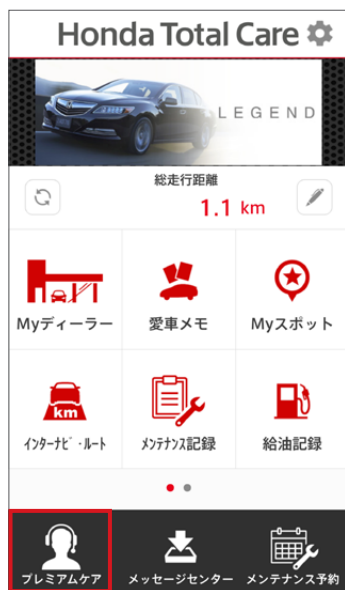 Honda Total Care
LEGEND
総走行距離
1.1 km
Myディーラー
愛車メモ
Myスポット
km
インターナビ・ルート
メンテナンス記録
給油記録
プレミアムケア
メッセージセンター
メンテナンス予約